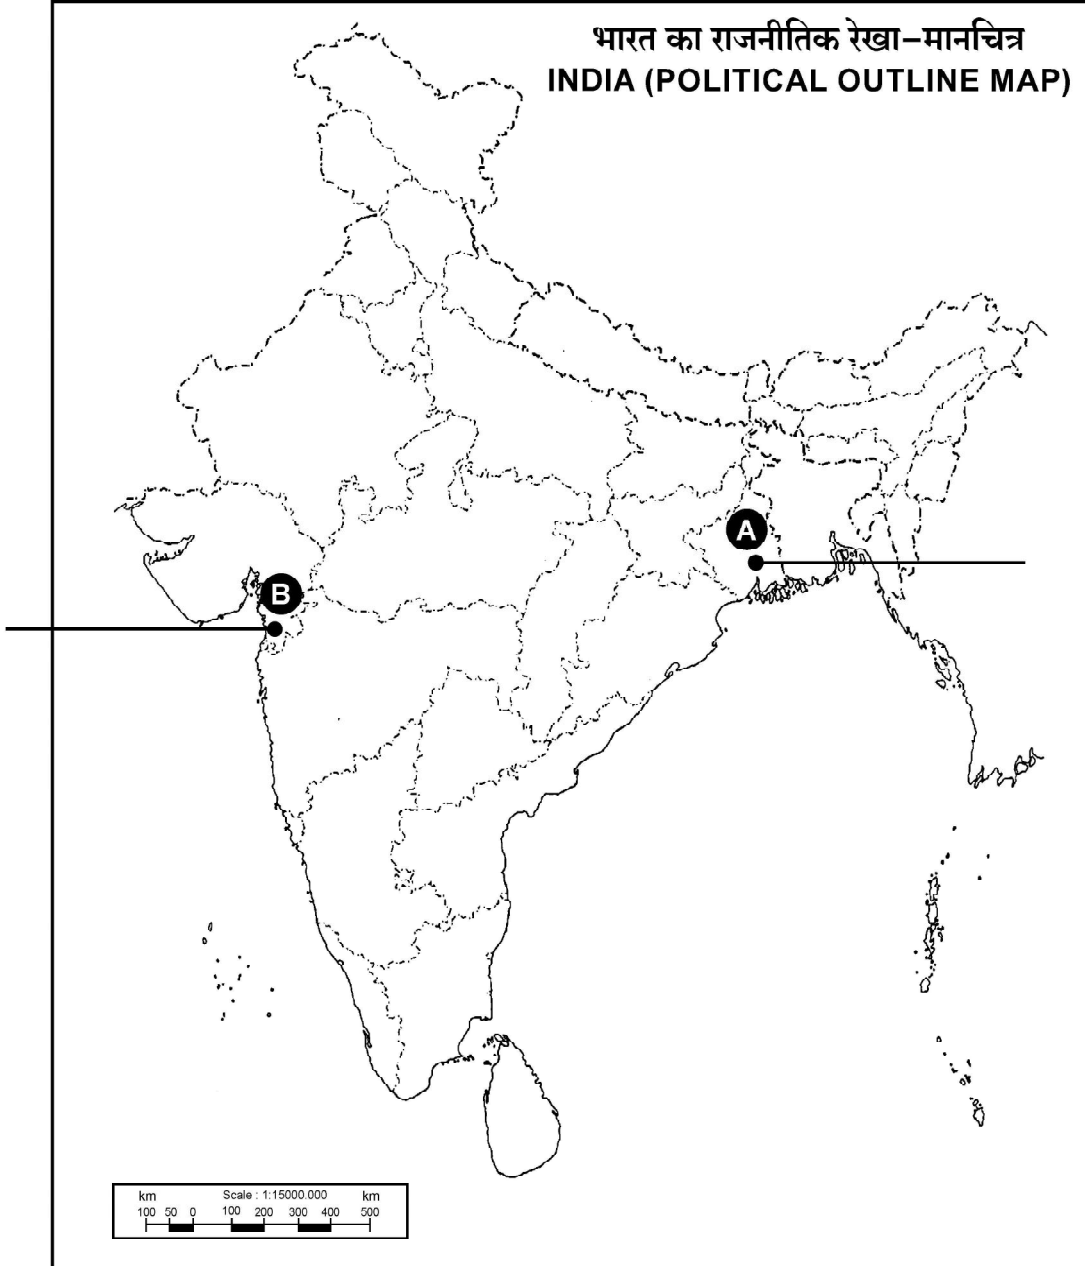 भारत का राजनीतिक रेखा–मानचित्र
INDIA (POLITICAL OUTLINE MAP)
A
B
km Scale : 1:15000.000 km
100 50 0 100 200 300 400 500